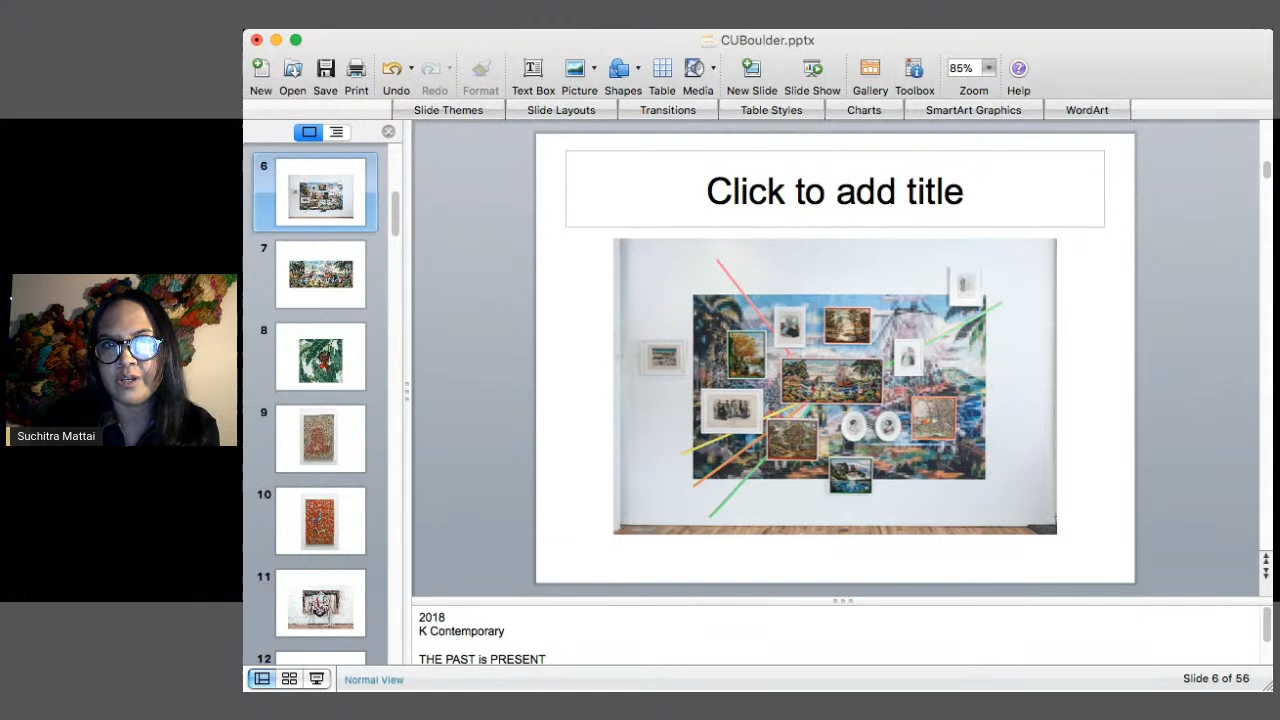 CUBoulder.pptx
New Open Save Print Undo Redo Format Text Box Picture Shapes Table Media New Slide Slide Show Gallery Toolbox Zoom Help
85%
Slide Themes Slide Layouts Transitions Table Styles Charts SmartArt Graphics WordArt
6
7
8
9
10
11
12
Click to add title
Suchitra Mattai
2018
K Contemporary
THE PAST is PRESENT
Normal View
Slide 6 of 56